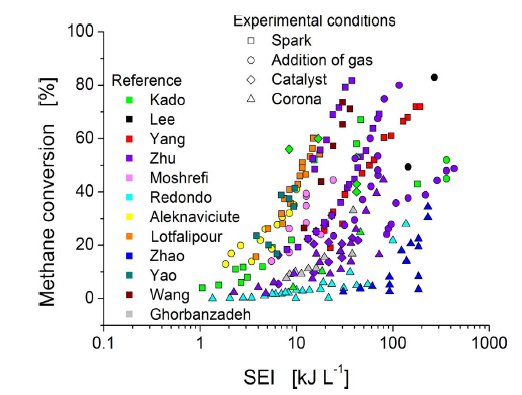 Experimental conditions
Spark
Addition of gas
Catalyst
Corona
Reference
Kado
Lee
Yang
Zhu
Moshrefi
Redondo
Aleknaviciute
Lotfalipour
Zhao
Yao
Wang
Ghorbanzadeh
Methane conversion [%]
100
80
60
40
20
0
0.1
1
10
100
1000
SEI [kJ L⁻¹]